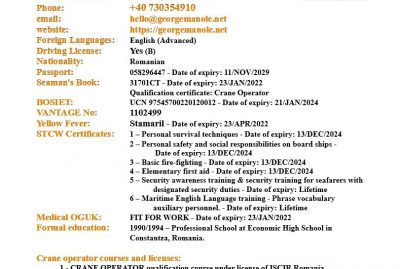 Phone: +40 730354910
email: hello@georgemanole.net
website: https://georgemanole.net
Foreign Languages: English (Advanced)
Driving License: Yes (B)
Nationality: Romanian
Passport: 058296447 - Date of expiry: 11/NOV/2029
Seaman's Book: 31701CT - Date of expiry: 23/JAN/2022
Qualification certificate: Crane Operator
BOSIET: UCN 97545700220120012 - Date of expiry: 21/JAN/2024
VANTAGE No: 1102499
Yellow Fever: Stamaril - Date of expiry: 23/APR/2022
STCW Certificates: 1 – Personal survival techniques - Date of expiry: 13/DEC/2024
2 – Personal safety and social responsibilities on board ships -
Date of expiry: 13/DEC/2024
3 – Basic fire-fighting - Date of expiry: 13/DEC/2024
4 – Elementary first aid - Date of expiry: 13/DEC/2024
5 – Security awareness training & security training for seafarers with
designated security duties - Date of expiry: Lifetime
6 – Maritime English Language training - Phrase vocabulary
auxiliary personnel. - Date of expiry: Lifetime
Medical OGUK: FIT FOR WORK - Date of expiry: 23/JAN/2022
Formal education: 1990/1994 – Professional School at Economic High School in
Constantza, Romania.
Crane operator courses and licenses:
1 - CRANE OPERATOR qualification course under license of ISCIR Romania